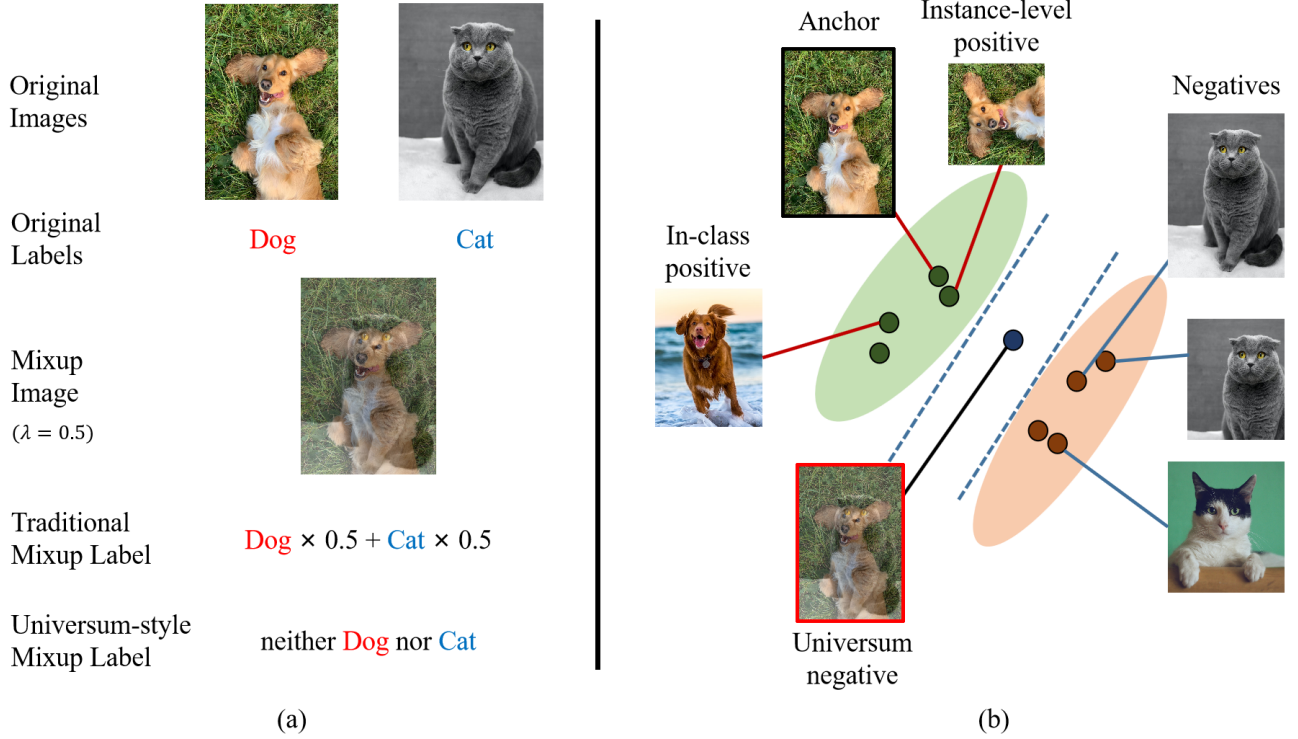 Original
Images
Original
Labels
Dog
Cat
Mixup
Image
(λ = 0.5)
Traditional
Mixup Label
Dog × 0.5 + Cat × 0.5
Universum-style
Mixup Label
neither Dog nor Cat
(a)
Anchor
Instance-level
positive
Negatives
In-class
positive
Universum
negative
(b)